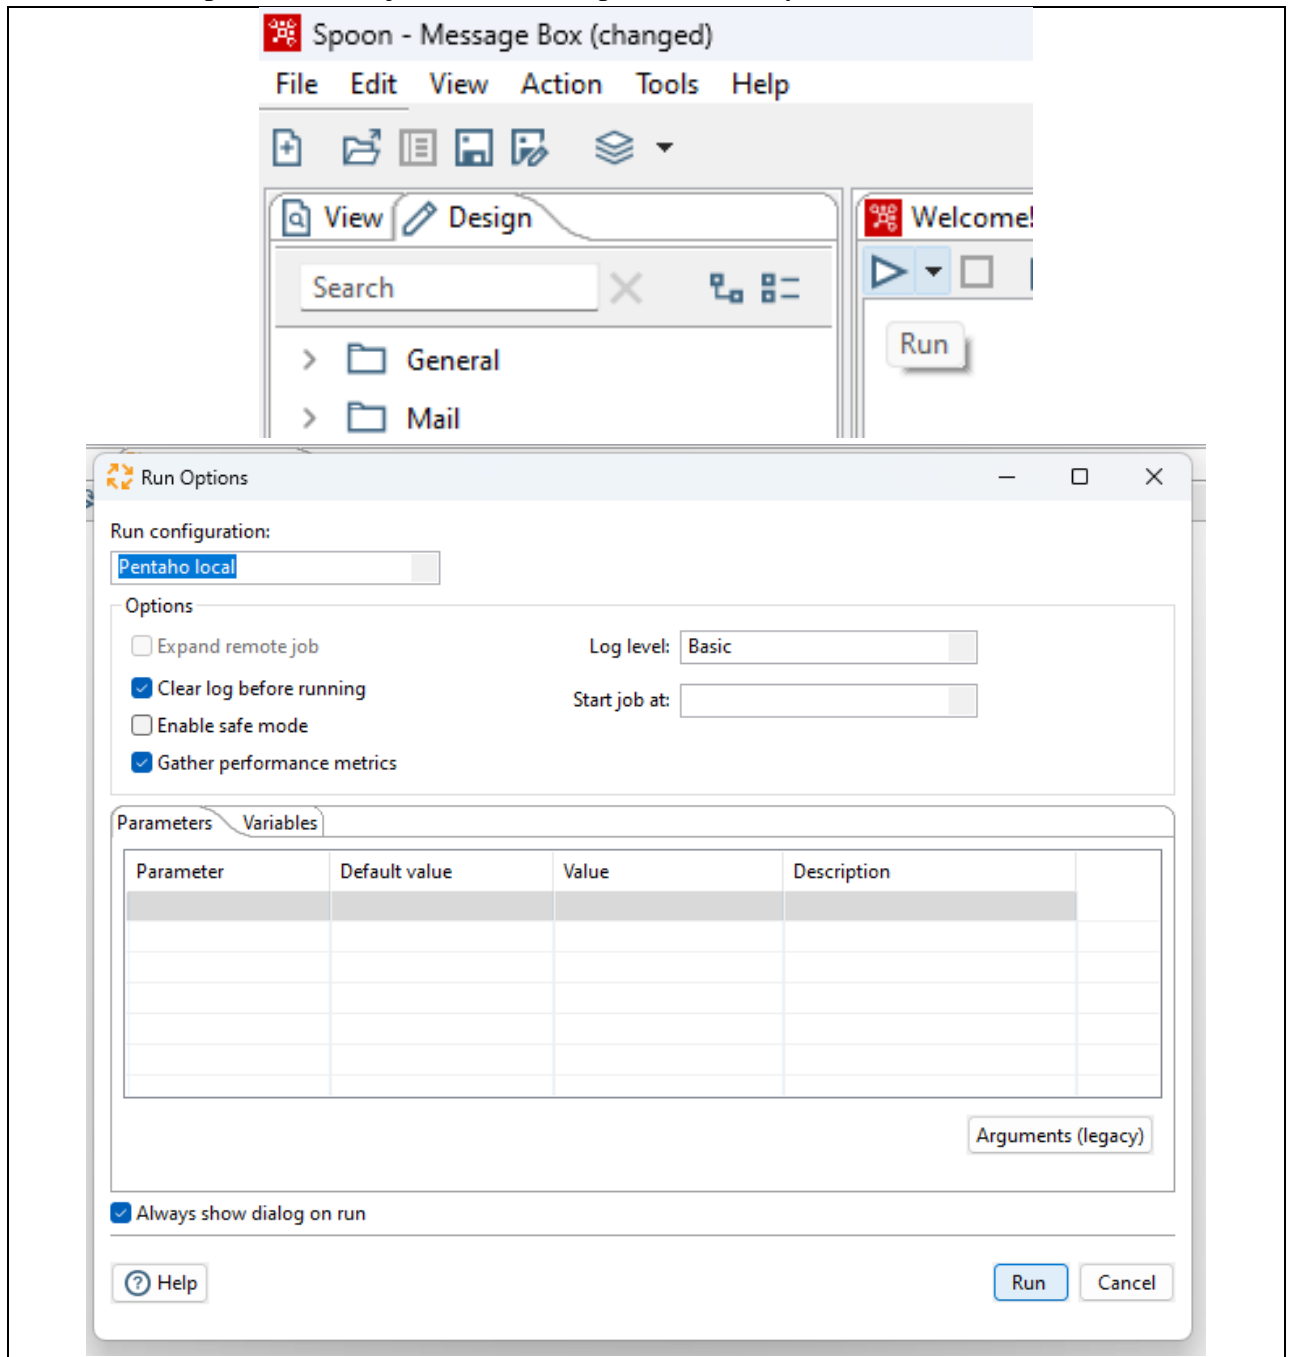 Spoon - Message Box (changed)
File Edit View Action Tools Help
View Design
Welcome!
Search
Run
General
Mail
Run Options
Run configuration:
Pentaho local
Options
Expand remote job
Log level: Basic
Clear log before running
Start job at:
Enable safe mode
Gather performance metrics
Parameters Variables
Parameter Default value Value Description
Arguments (legacy)
Always show dialog on run
Help Run Cancel